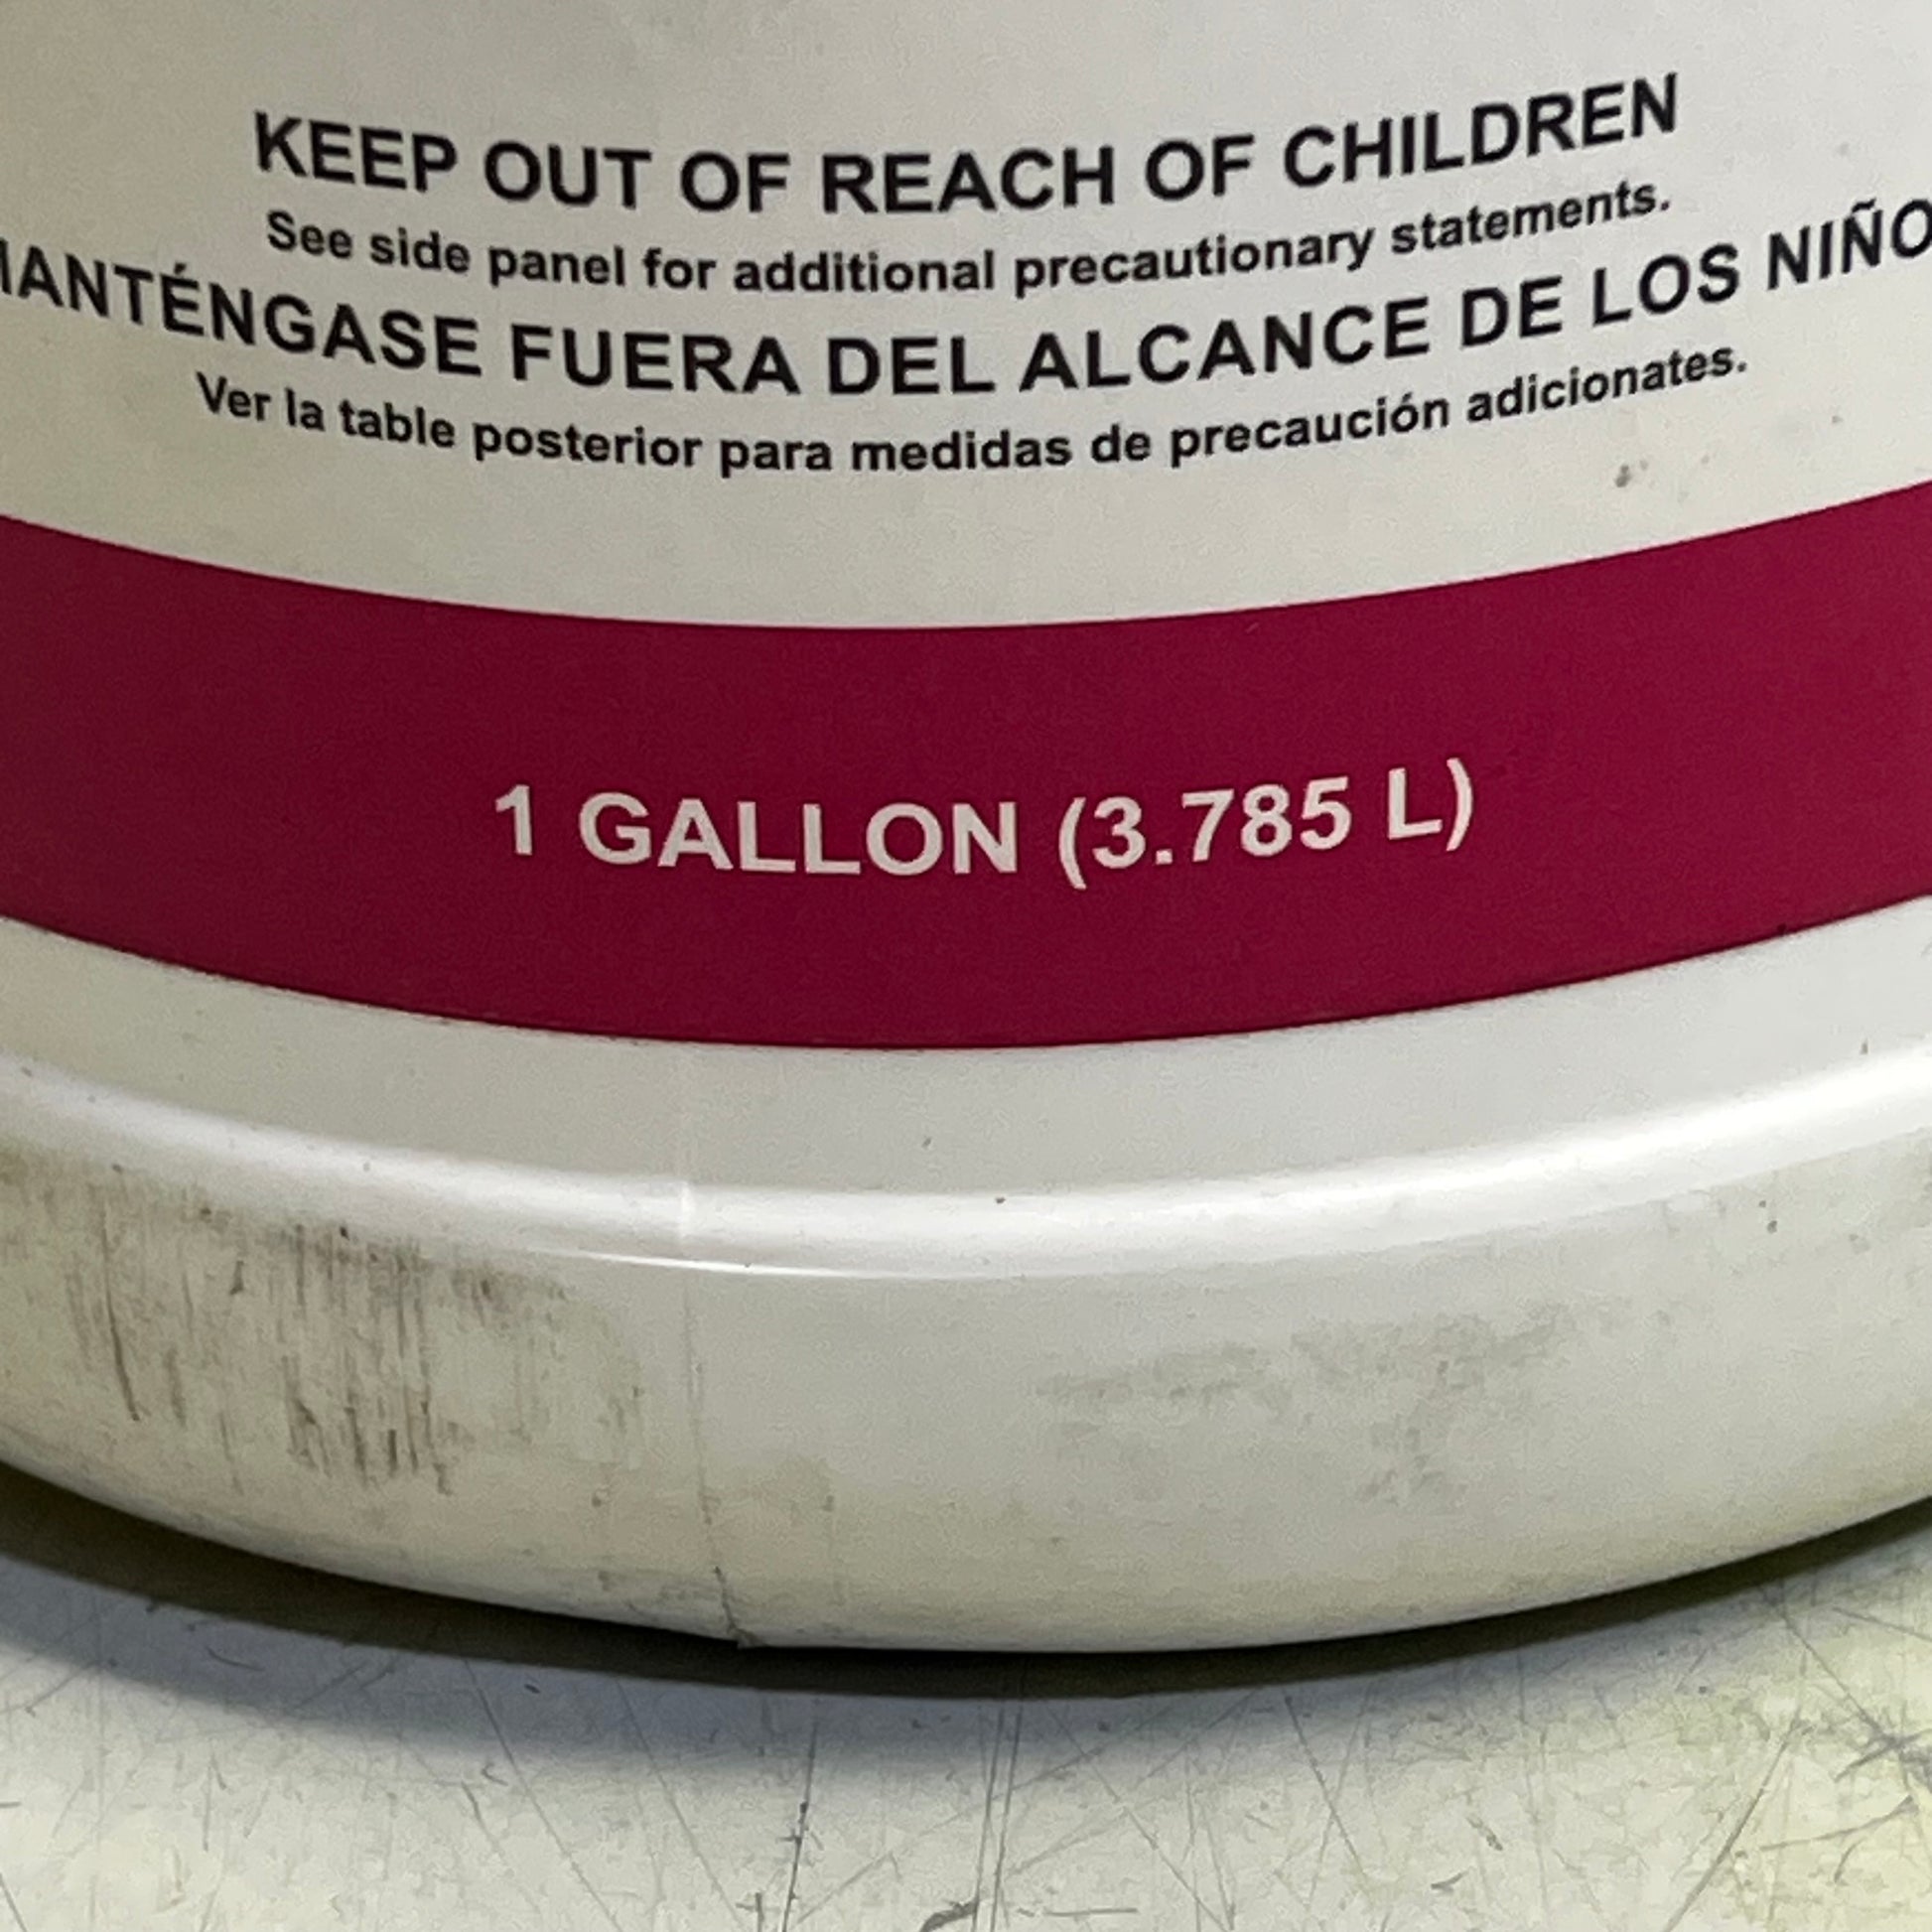 KEEP OUT OF REACH OF CHILDREN
See side panel for additional precautionary statements.
MANTÉNGASE FUERA DEL ALCANCE DE LOS NIÑO
Ver la table posterior para medidas de precaución adicionates.
1 GALLON (3.785 L)